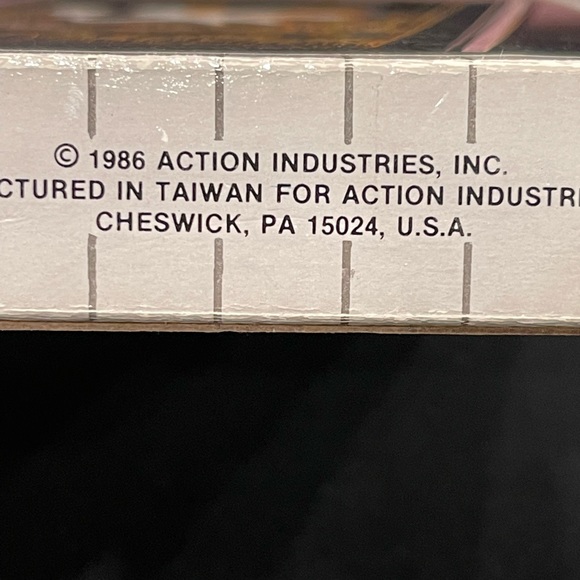 © 1986 ACTION INDUSTRIES, INC.
CTURED IN TAIWAN FOR ACTION INDUSTRI
CHESWICK, PA 15024, U.S.A.